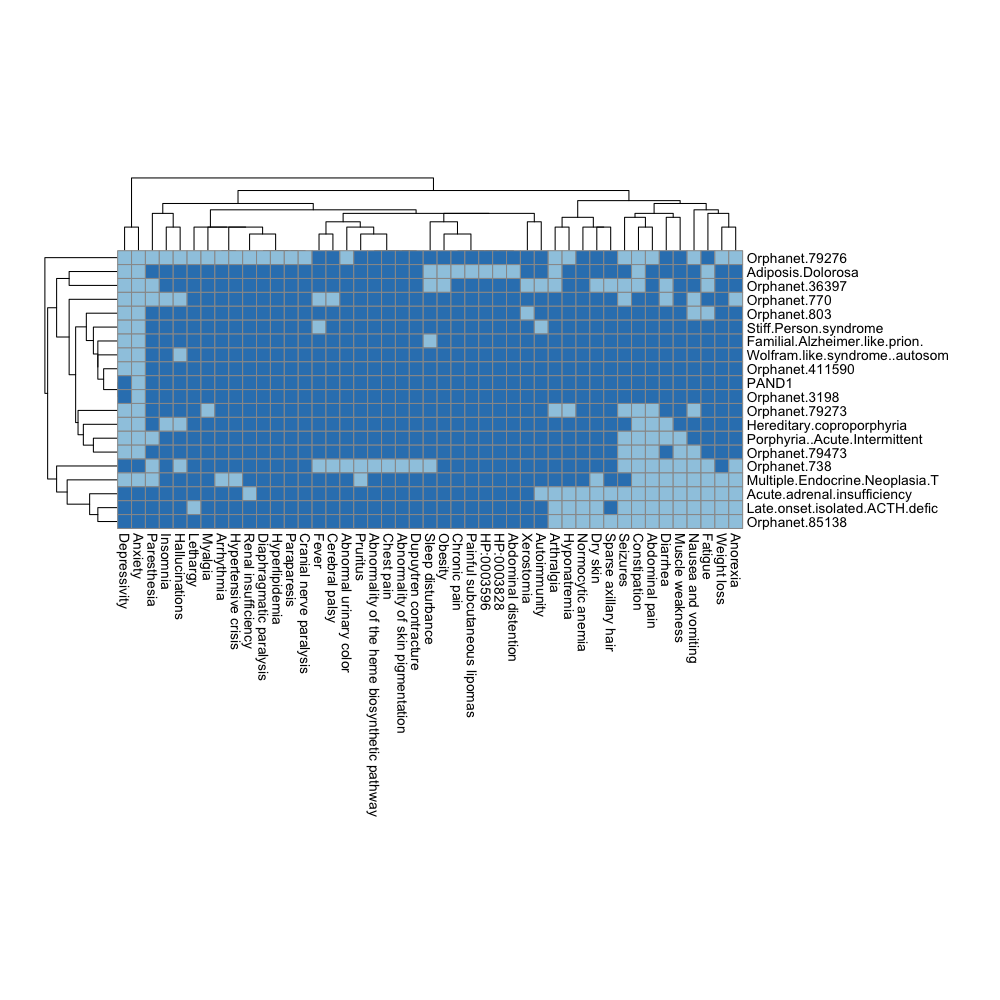 Orphanet.79276
Adiposis.Dolorosa
Orphanet.36397
Orphanet.770
Orphanet.803
Stiff.Person.syndrome
Familial.Alzheimer.like.prion.
Wolfram.like.syndrome..autosom
Orphanet.411590
PAND1
Orphanet.3198
Orphanet.79273
Hereditary.coproporphyria
Porphyria..Acute.Intermittent
Orphanet.79473
Orphanet.738
Multiple.Endocrine.Neoplasia.T
Acute.adrenal.insufficiency
Late.onset.isolated.ACTH.defic
Orphanet.85138
Depressivity
Anxiety
Paresthesia
Insomnia
Hallucinations
Lethargy
Myalgia
Arrhythmia
Hypertensive crisis
Renal insufficiency
Diaphragmatic paralysis
Hyperlipidemia
Paraparesis
Cranial nerve paralysis
Fever
Cerebral palsy
Abnormal urinary color
Pruritus
Abnormality of the heme biosynthetic pathway
Chest pain
Abnormality of skin pigmentation
Dupuytren contracture
Sleep disturbance
Obesity
Chronic pain
Painful subcutaneous lipomas
HP:0003596
HP:0003828
Abdominal distention
Xerostomia
Autoimmunity
Arthralgia
Hyponatremia
Normocytic anemia
Dry skin
Sparse axillary hair
Seizures
Constipation
Abdominal pain
Diarrhea
Muscle weakness
Nausea and vomiting
Fatigue
Weight loss
Anorexia